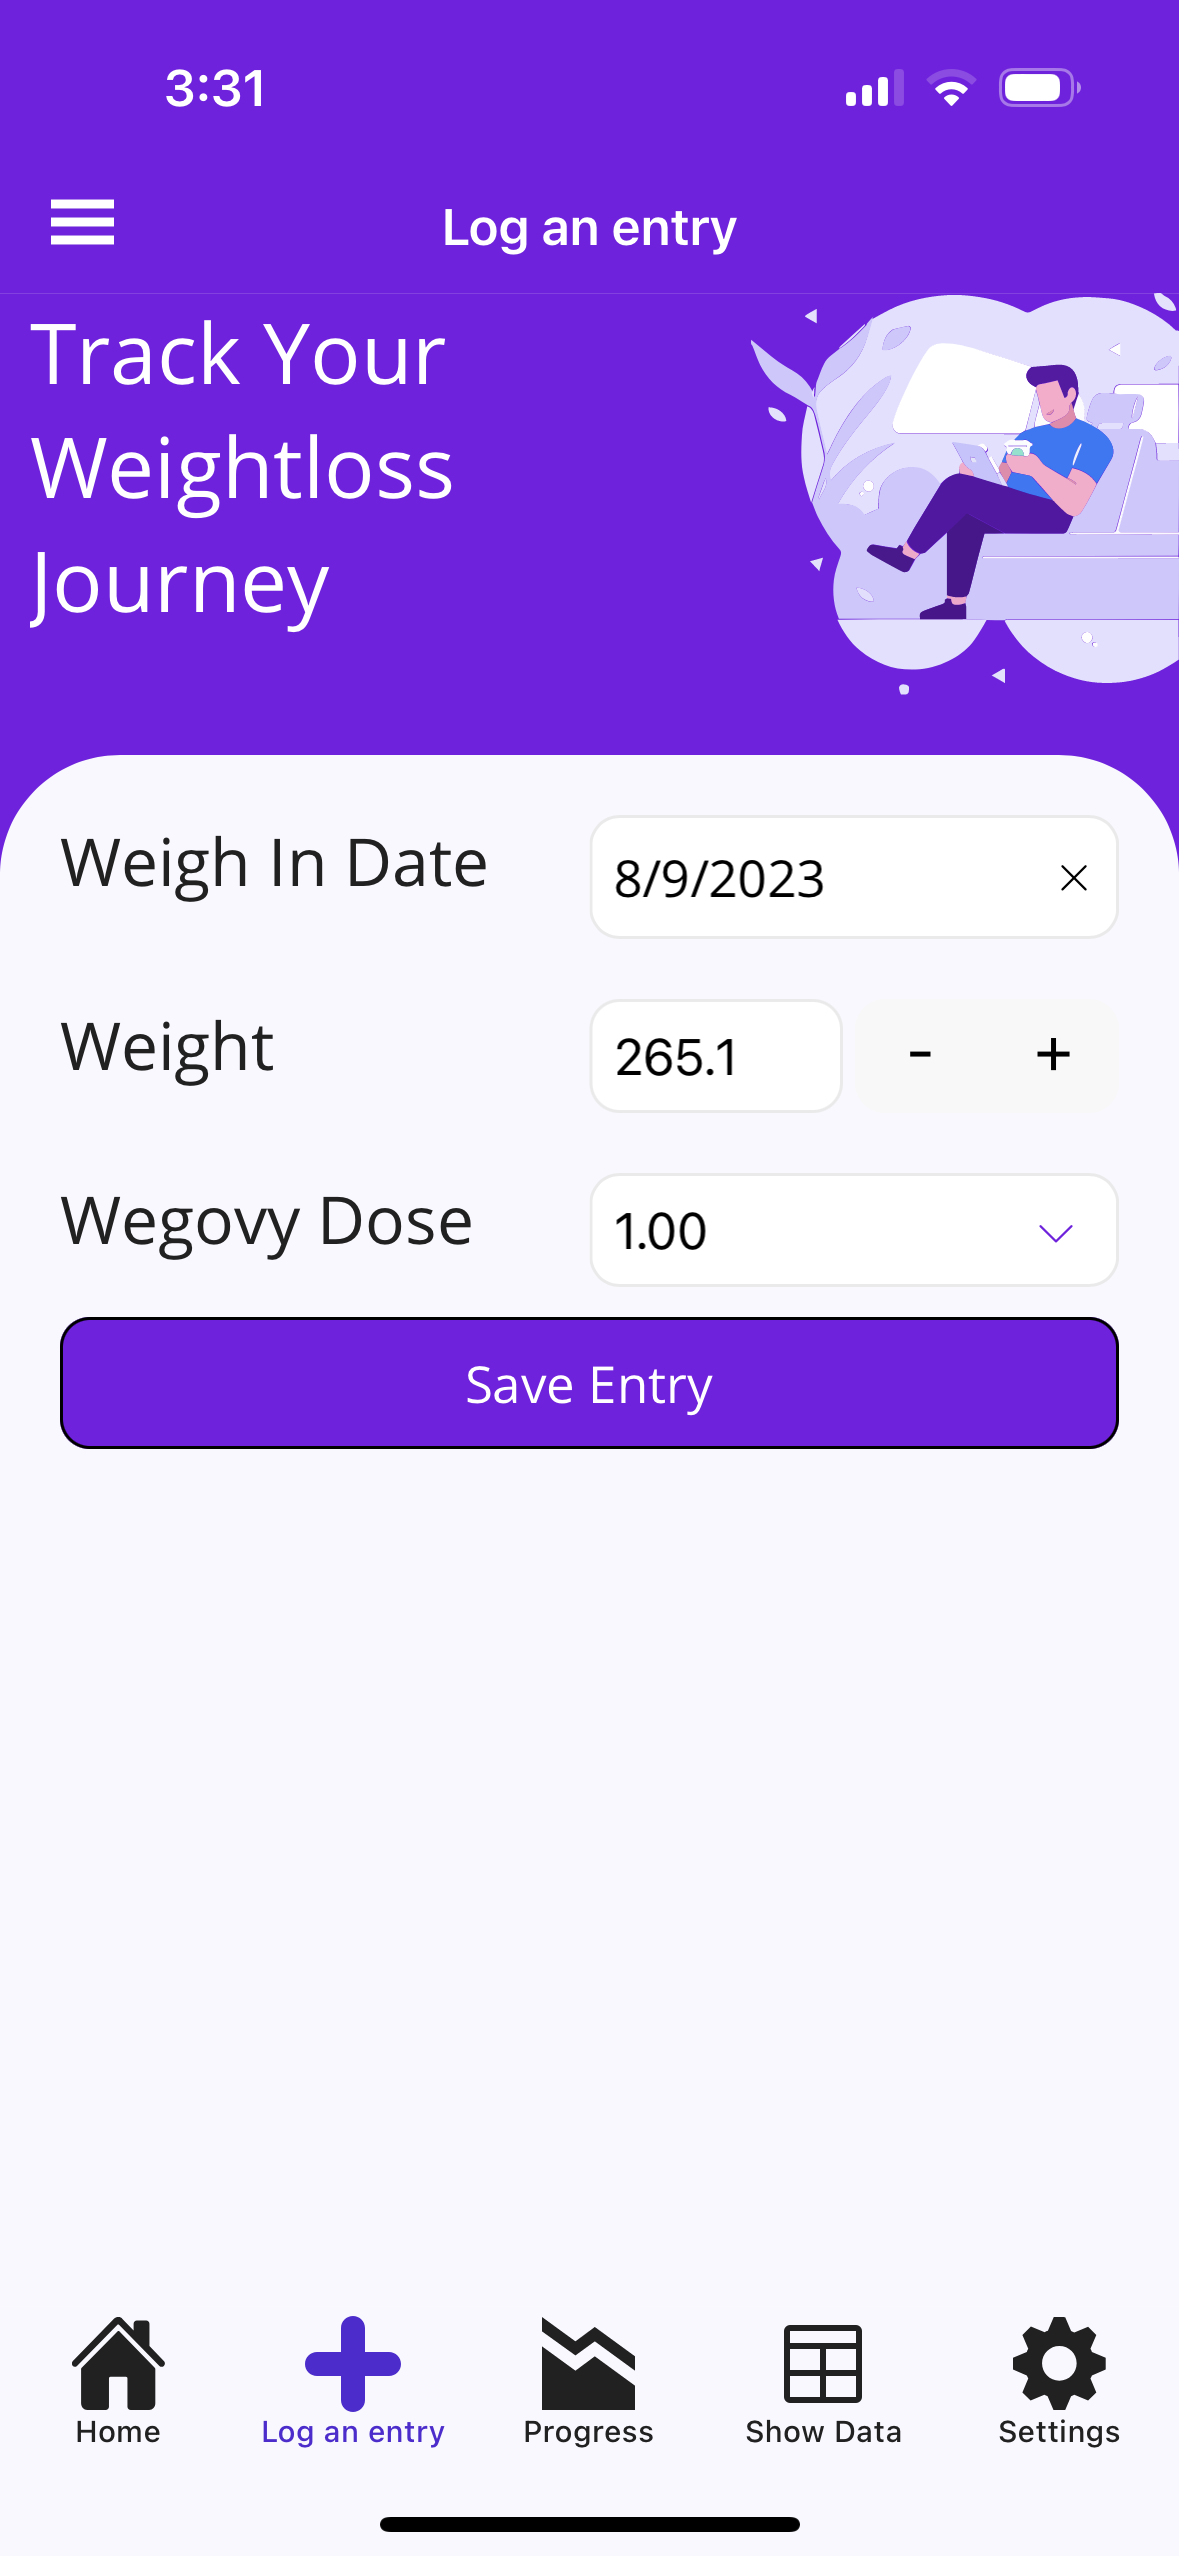 3:31
Log an entry
Track Your
Weightloss
Journey
Weigh In Date
8/9/2023
Weight
265.1
-
+
Wegovy Dose
1.00
Save Entry
Home
Log an entry
Progress
Show Data
Settings